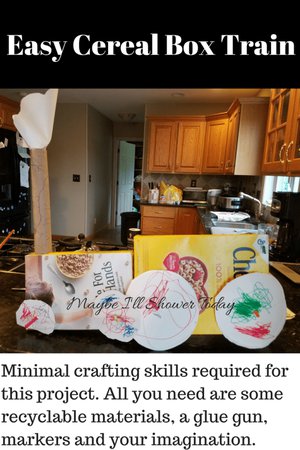 Easy Cereal Box Train
For
Hands
Maybe I'll Shower Today
Minimal crafting skills required for
this project. All you need are some
recyclable materials, a glue gun,
markers and your imagination.